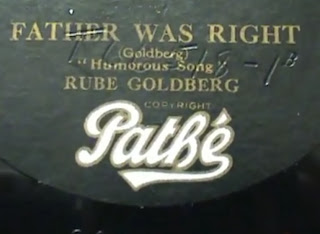 FATHER WAS RIGHT
(Goldberg)
"Humorous Song"
RUBE GOLDBERG
COPYRIGHT
Pathé